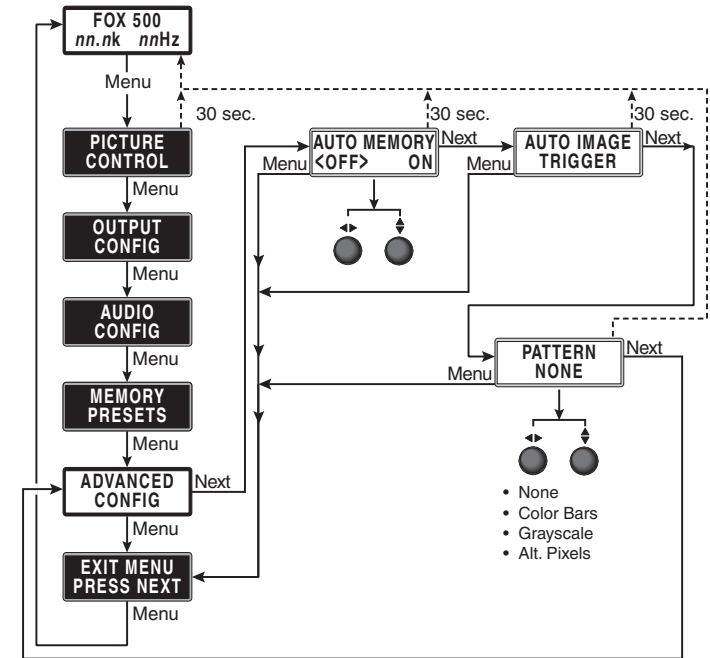 FOX 500
nn.nk nnHz
Menu
30 sec.
30 sec.
30 sec.
PICTURE
CONTROL
Menu
AUTO MEMORY
<OFF> ON
Next
Menu
AUTO IMAGE
TRIGGER
Next
Menu
OUTPUT
CONFIG
Menu
AUDIO
CONFIG
Menu
PATTERN
NONE
Next
Menu
MEMORY
PRESETS
Menu
ADVANCED
CONFIG
Next
Menu
• None
• Color Bars
• Grayscale
• Alt. Pixels
EXIT MENU
PRESS NEXT
Menu